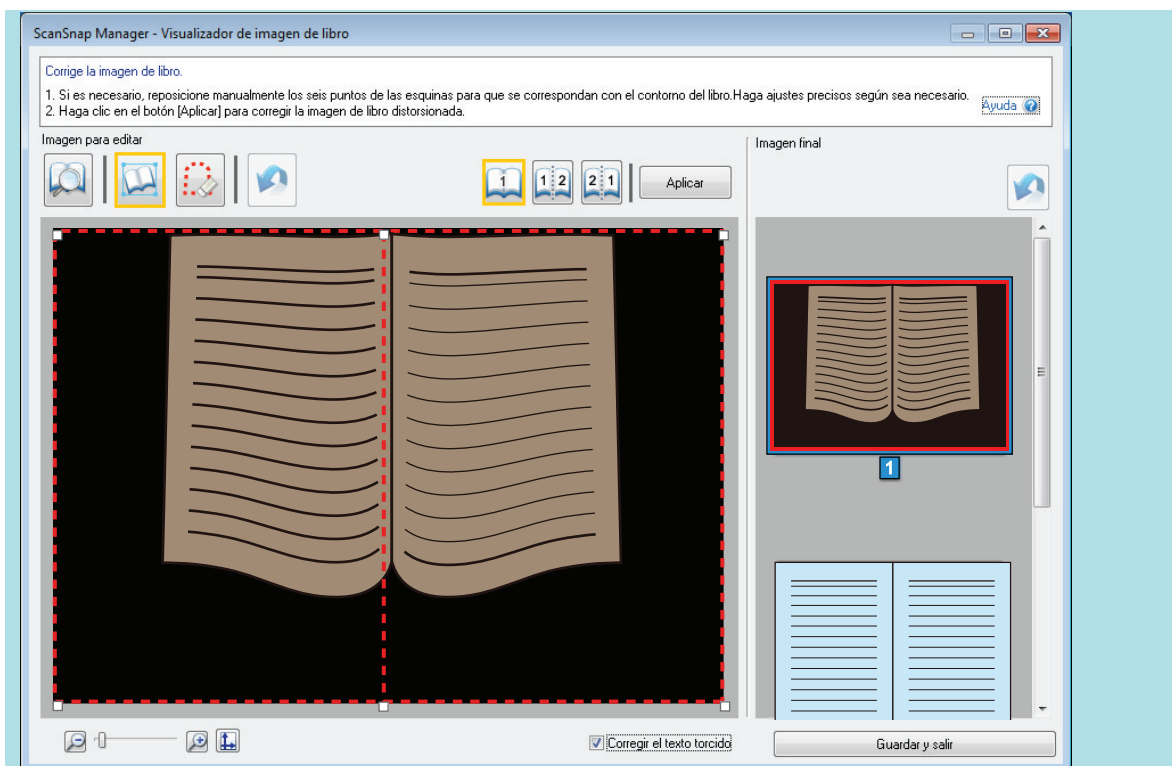 ScanSnap Manager - Visualizador de imagen de libro
Corrige la imagen de libro.
1. Si es necesario, reposicione manualmente los seis puntos de las esquinas para que se correspondan con el contorno del libro.Haga ajustes precisos según sea necesario.
2. Haga clic en el botón [Aplicar] para corregir la imagen de libro distorsionada.
Ayuda ?
Imagen para editar
Imagen final
1
1 2
2 1
Aplicar
1
Corregir el texto torcido
Guardar y salir